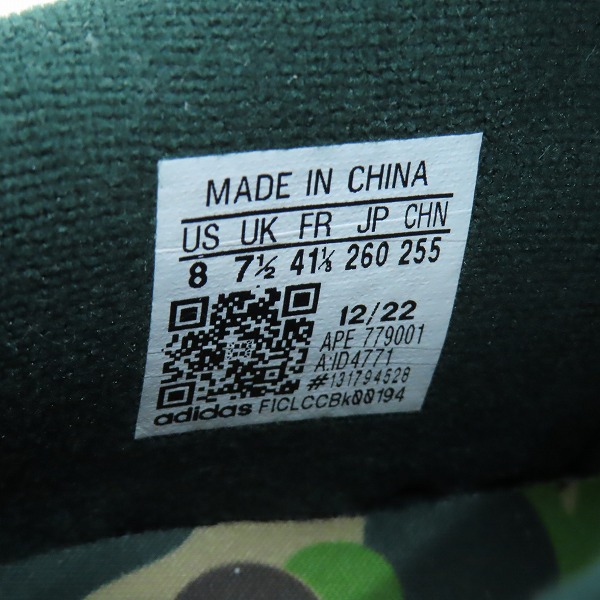 MADE IN CHINA
US UK FR JP CHN
8 7½ 41⅓ 260 255
12/22
APE 779001
A:ID4771
#131794528
adidas FICLCCBk00194